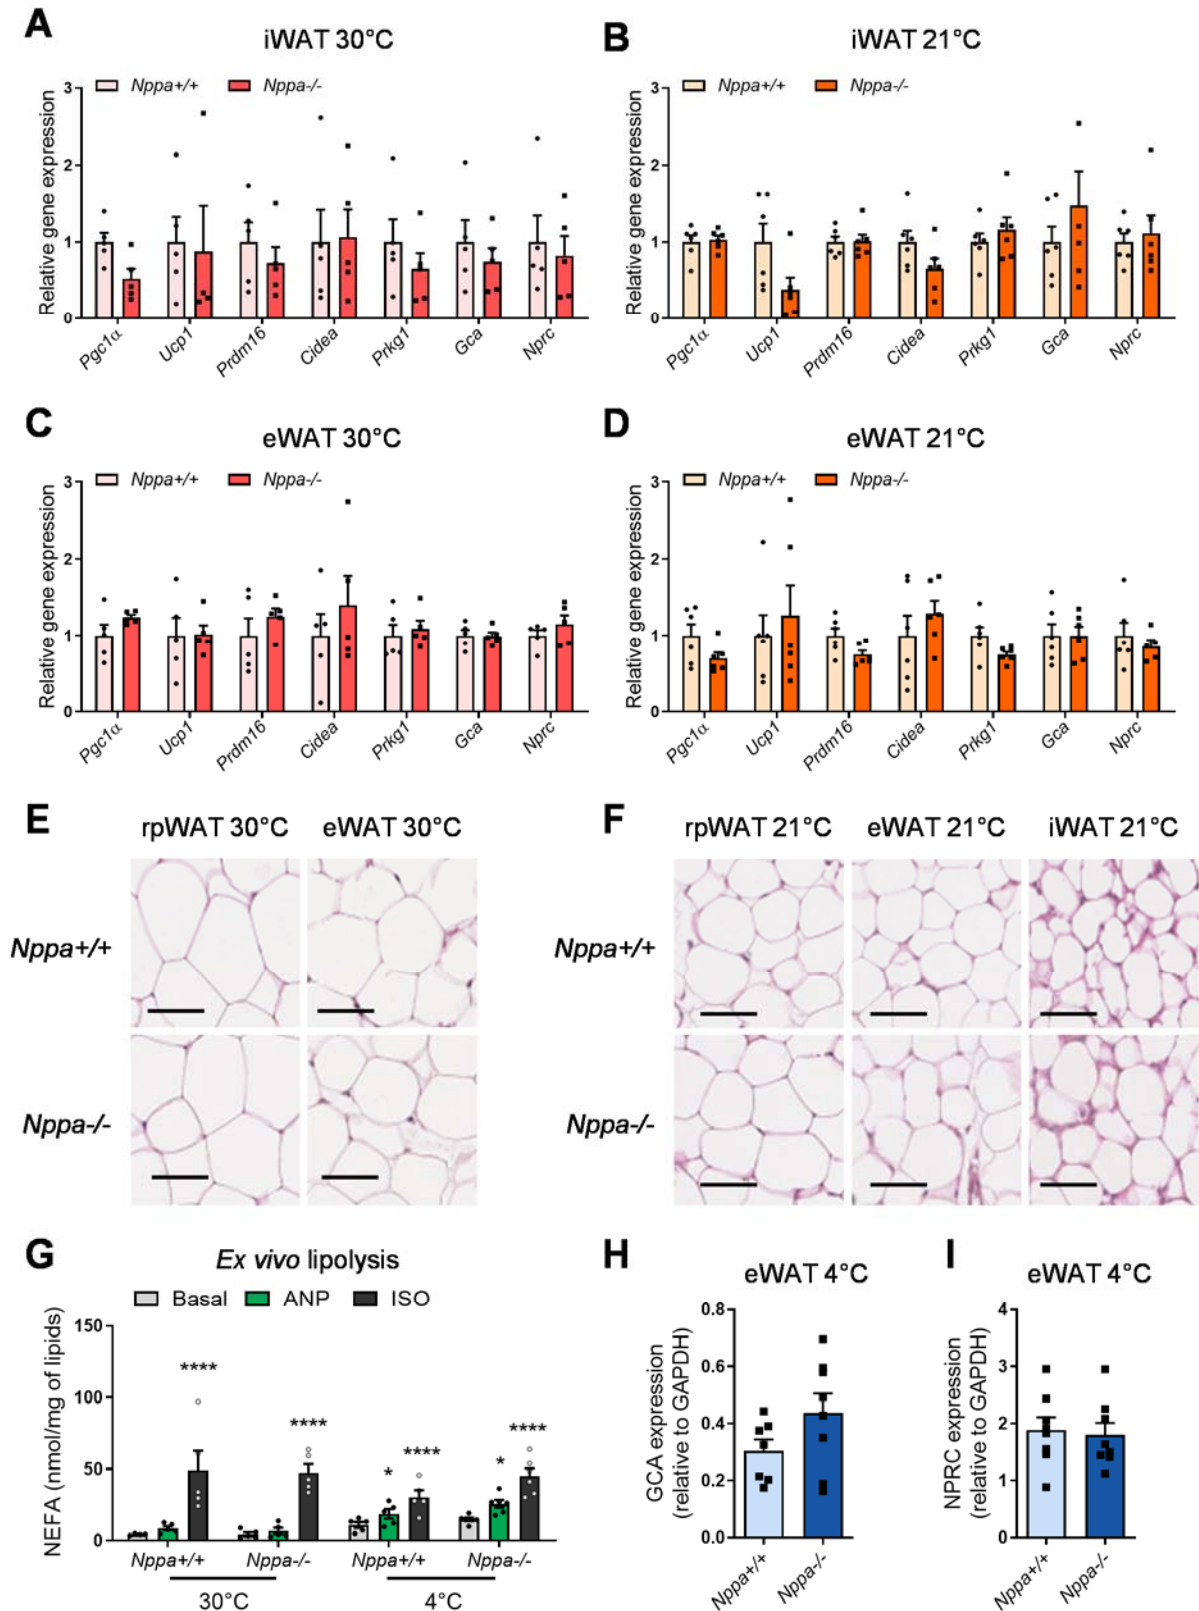 A
iWAT 30°C
Nppa+/+ Nppa-/-
Relative gene expression
3
2
1
0
Pgc1α Ucp1 Prdm16 Cidea Prkg1 Gca Nprc
B
iWAT 21°C
Nppa+/+ Nppa-/-
Relative gene expression
3
2
1
0
Pgc1α Ucp1 Prdm16 Cidea Prkg1 Gca Nprc
C
eWAT 30°C
Nppa+/+ Nppa-/-
Relative gene expression
3
2
1
0
Pgc1α Ucp1 Prdm16 Cidea Prkg1 Gca Nprc
D
eWAT 21°C
Nppa+/+ Nppa-/-
Relative gene expression
3
2
1
0
Pgc1α Ucp1 Prdm16 Cidea Prkg1 Gca Nprc
E
rpWAT 30°C eWAT 30°C
Nppa+/+
Nppa-/-
F
rpWAT 21°C eWAT 21°C iWAT 21°C
Nppa+/+
Nppa-/-
G
Ex vivo lipolysis
Basal ANP ISO
NEFA (nmol/mg of lipids)
150
100
50
0
**** **** * **** * ****
Nppa+/+ Nppa-/- Nppa+/+ Nppa-/-
30°C 4°C
H
eWAT 4°C
GCA expression
(relative to GAPDH)
0.8
0.6
0.4
0.2
0.0
Nppa+/+ Nppa-/-
I
eWAT 4°C
NPRC expression
(relative to GAPDH)
4
3
2
1
0
Nppa+/+ Nppa-/-